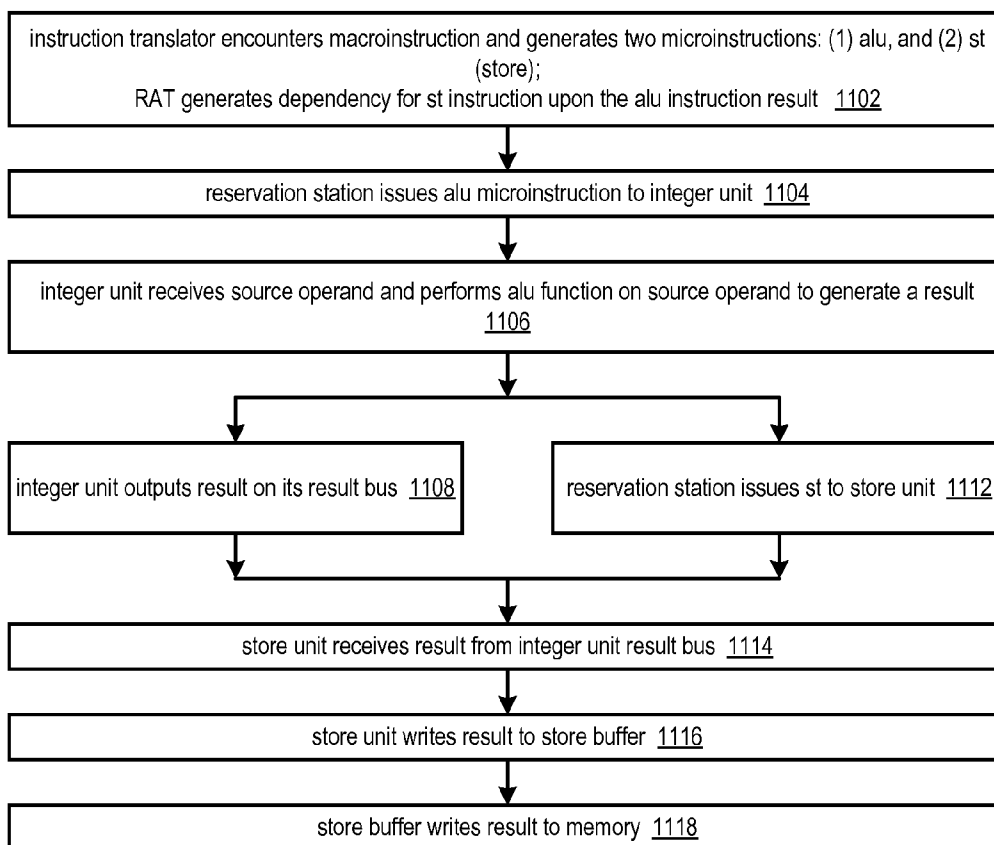 instruction translator encounters macroinstruction and generates two microinstructions: (1) alu, and (2) st
(store);
RAT generates dependency for st instruction upon the alu instruction result 1102
reservation station issues alu microinstruction to integer unit 1104
integer unit receives source operand and performs alu function on source operand to generate a result
1106
integer unit outputs result on its result bus 1108
reservation station issues st to store unit 1112
store unit receives result from integer unit result bus 1114
store unit writes result to store buffer 1116
store buffer writes result to memory 1118